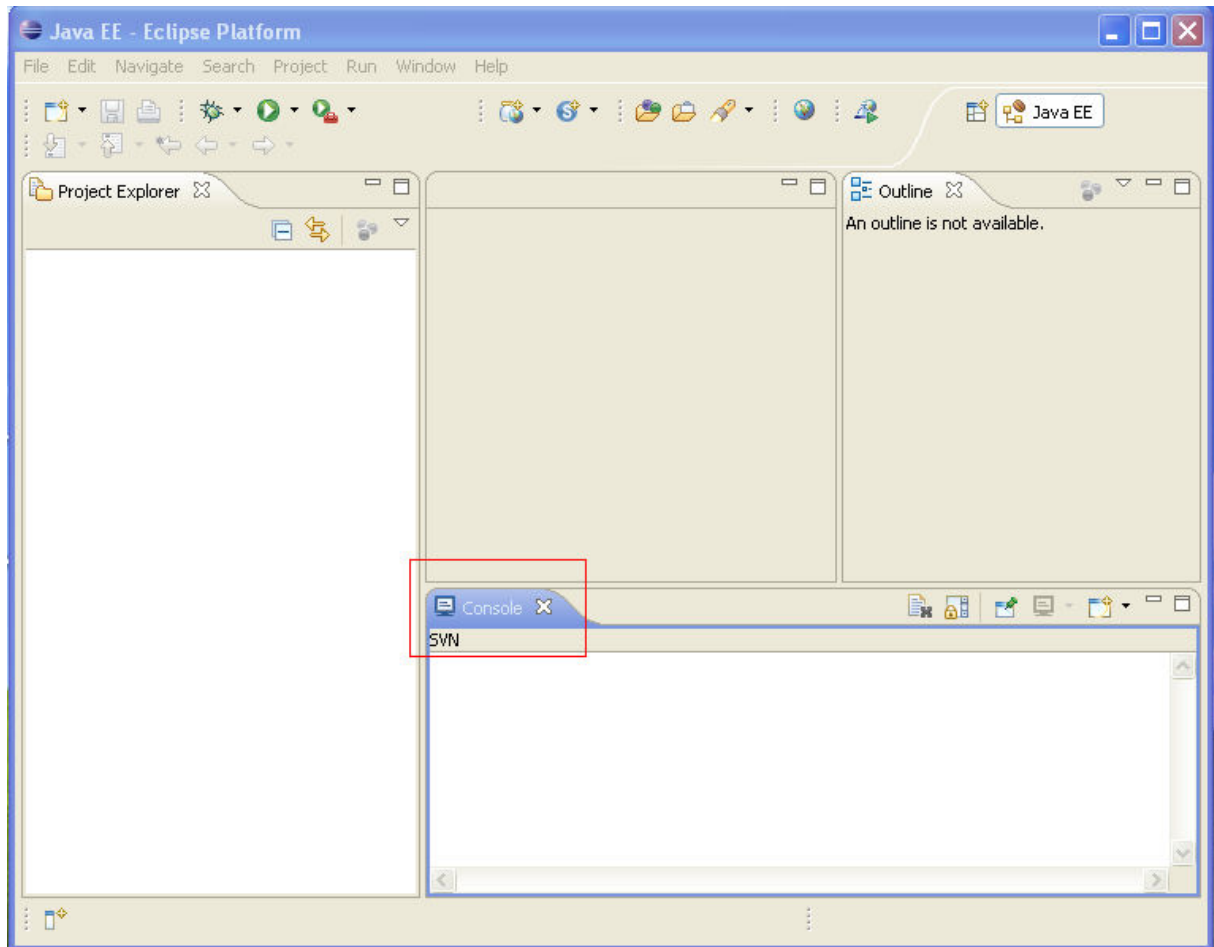 Java EE - Eclipse Platform
File Edit Navigate Search Project Run Window Help
Java EE
Project Explorer
Outline
An outline is not available.
Console
SVN